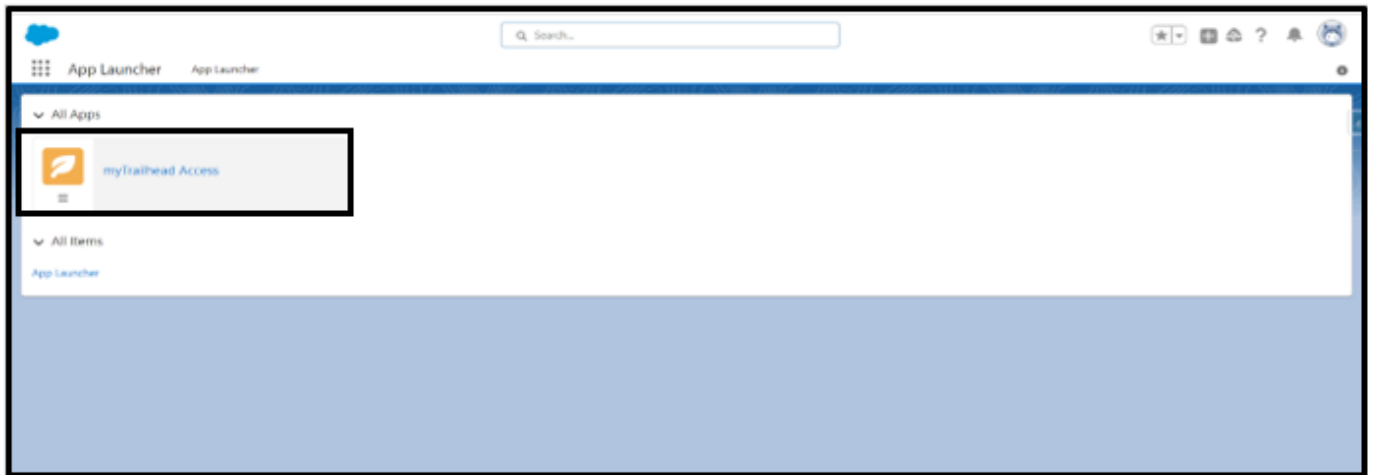 Search...
App Launcher App Launcher
All Apps
myTrailhead Access
All Items
App Launcher